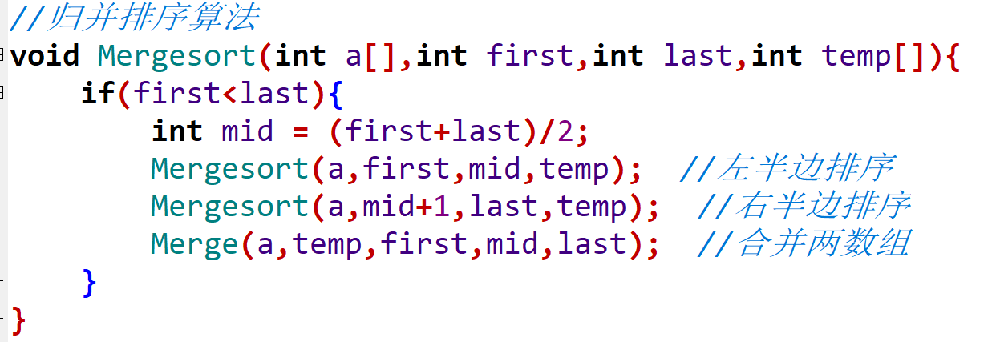 //归并排序算法
void Mergesort(int a[],int first,int last,int temp[]){
    if(first<last){
        int mid = (first+last)/2;
        Mergesort(a,first,mid,temp);  //左半边排序
        Mergesort(a,mid+1,last,temp);  //右半边排序
        Merge(a,temp,first,mid,last);  //合并两数组
    }
}